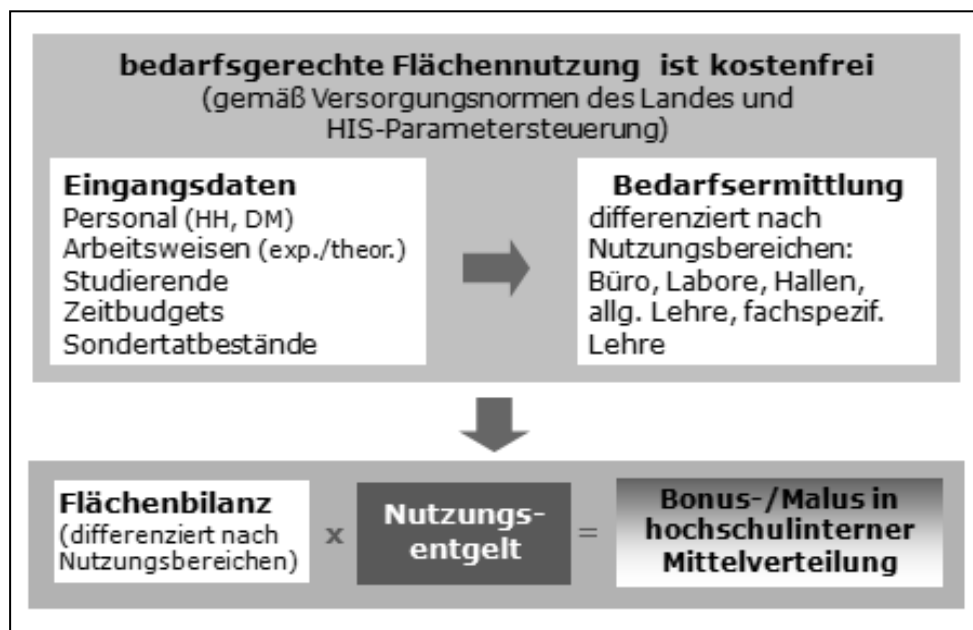 bedarfsgerechte Flächennutzung ist kostenfrei
(gemäß Versorgungsnormen des Landes und
HIS-Parametersteuerung)
Eingangsdaten
Personal (HH, DM)
Arbeitsweisen (exp./theor.)
Studierende
Zeitbudgets
Sondertatbestände
Bedarfsermittlung
differenziert nach
Nutzungsbereichen:
Büro, Labore, Hallen,
allg. Lehre, fachspezif.
Lehre
Flächenbilanz
(differenziert nach
Nutzungsbereichen)
x
Nutzungs-
entgelt
=
Bonus-/Malus in
hochschulinterner
Mittelverteilung